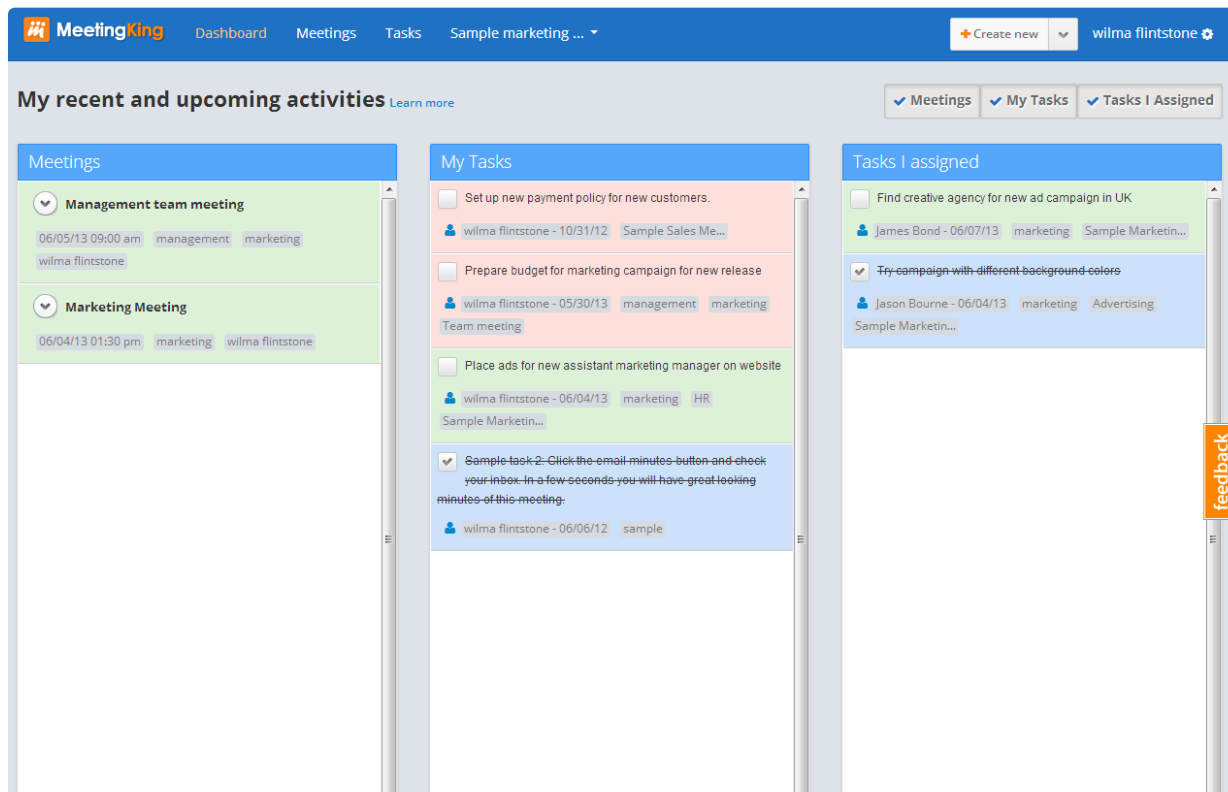 MeetingKing Dashboard Meetings Tasks Sample marketing ... Create new wilma flintstone
My recent and upcoming activities Learn more Meetings My Tasks Tasks I Assigned
Meetings
Management team meeting
06/05/13 09:00 am management marketing
wilma flintstone
Marketing Meeting
06/04/13 01:30 pm marketing wilma flintstone
My Tasks
Set up new payment policy for new customers.
wilma flintstone - 10/31/12 Sample Sales Me...
Prepare budget for marketing campaign for new release
wilma flintstone - 05/30/13 management marketing
Team meeting
Place ads for new assistant marketing manager on website
wilma flintstone - 06/04/13 marketing HR
Sample Marketin...
Sample task 2: Click the email minutes button and check
your inbox. In a few seconds you will have great looking
minutes of this meeting.
wilma flintstone - 06/06/12 sample
Tasks I assigned
Find creative agency for new ad campaign in UK
James Bond - 06/07/13 marketing Sample Marketin...
Try campaign with different background colors
Jason Bourne - 06/04/13 marketing Advertising
Sample Marketin...
feedback